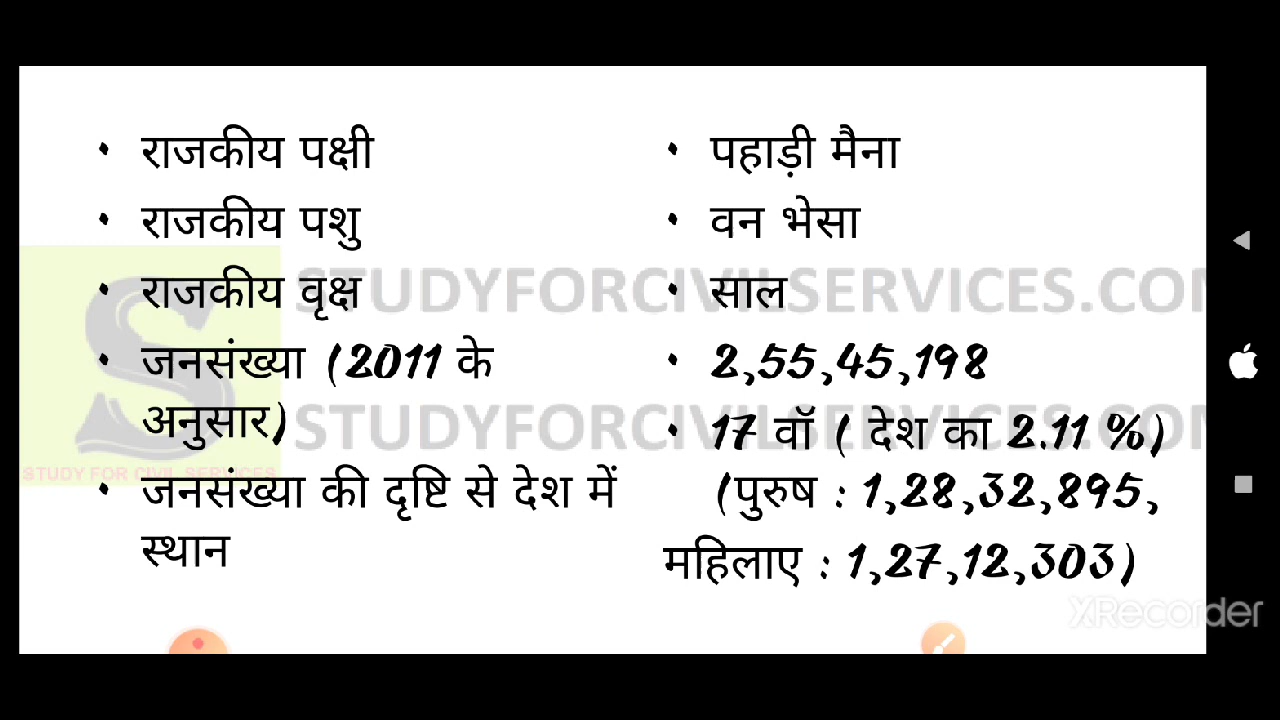 • राजकीय पक्षी
• राजकीय पशु
• राजकीय वृक्ष
• जनसंख्या (2011 के
अनुसार)
• जनसंख्या की दृष्टि से देश में
स्थान
• पहाड़ी मैना
• वन भेसा
• साल
• 2,55,45,198
• 17 वॉ ( देश का 2.11 %)
(पुरुष : 1,28,32,895,
महिलाए : 1,27,12,303)
STUDYFORCIVILSERVICES.COM
STUDYFORCIVILSERVICES.COM
STUDY FOR CIVIL SERVICES
XRecorder